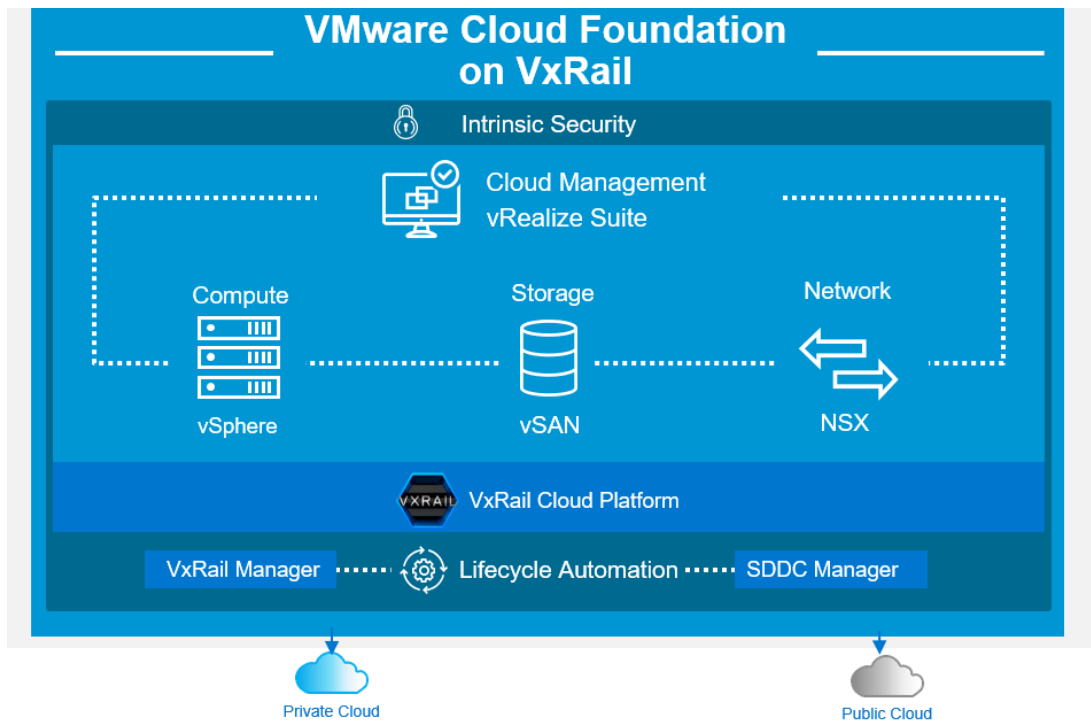 VMware Cloud Foundation
on VxRail
Intrinsic Security
Cloud Management
vRealize Suite
Compute
Storage
Network
vSphere
vSAN
NSX
VXRAIL
VxRail Cloud Platform
VxRail Manager
Lifecycle Automation
SDDC Manager
Private Cloud
Public Cloud